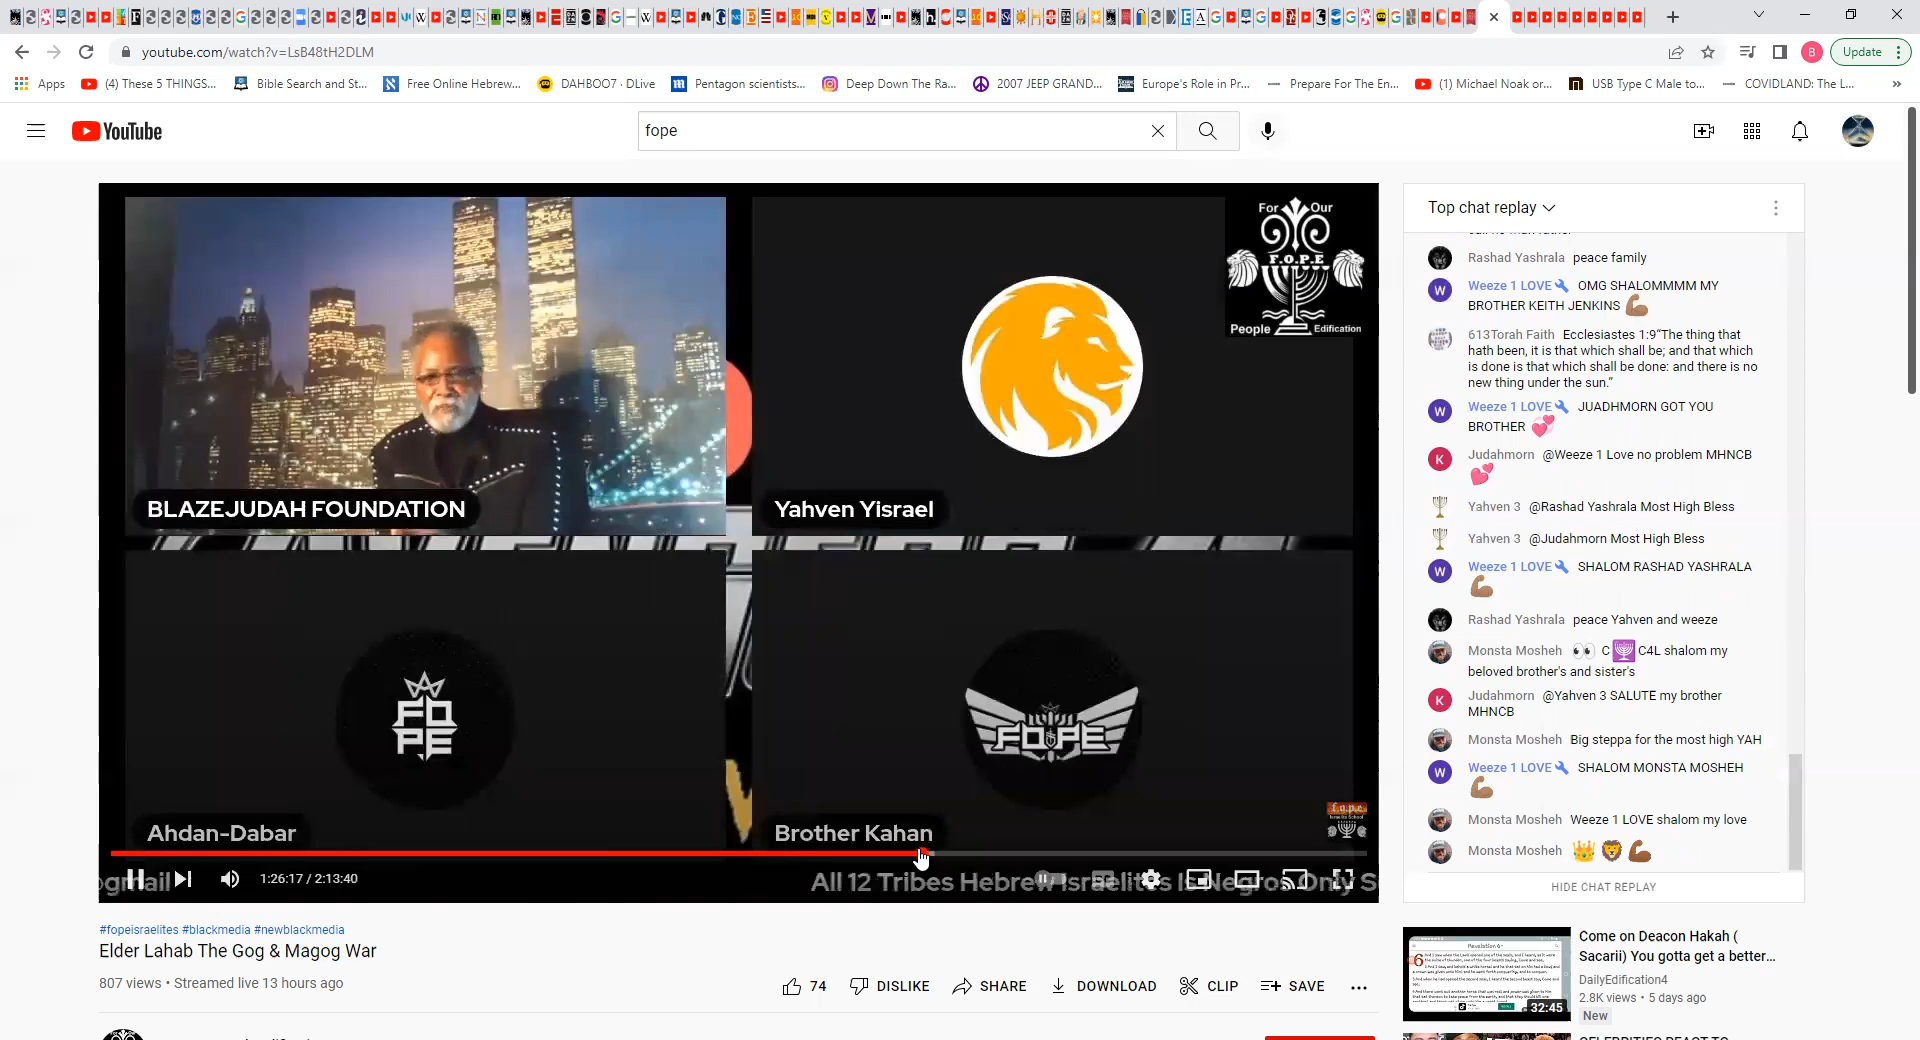 youtube.com/watch?v=LsB48tH2DLM
Update
Apps
(4) These 5 THINGS...
Bible Search and St...
Free Online Hebrew...
DAHBOO7 · DLive
Pentagon scientists...
Deep Down The Ra...
2007 JEEP GRAND...
Europe's Role in Pr...
Prepare For The En...
(1) Michael Noak or...
USB Type C Male to...
COVIDLAND: The L...
YouTube
fope
For Our
F.O.P.E
People Edification
BLAZEJUDAH FOUNDATION
Yahven Yisrael
FO
PE
FOPE
Ahdan-Dabar
Brother Kahan
f.o.p.e
1:26:17 / 2:13:40
ogmail
All 12 Tribes Hebrew Israelites Is Negros Only S
Top chat replay
Rashad Yashrala peace family
Weeze 1 LOVE OMG SHALOMMMM MY
BROTHER KEITH JENKINS
613Torah Faith Ecclesiastes 1:9“The thing that
hath been, it is that which shall be; and that which
is done is that which shall be done: and there is no
new thing under the sun.”
Weeze 1 LOVE JUADHMORN GOT YOU
BROTHER
Judahmorn @Weeze 1 Love no problem MHNCB
Yahven 3 @Rashad Yashrala Most High Bless
Yahven 3 @Judahmorn Most High Bless
Weeze 1 LOVE SHALOM RASHAD YASHRALA
Rashad Yashrala peace Yahven and weeze
Monsta Mosheh 👀 C🕎C4L shalom my
beloved brother's and sister's
Judahmorn @Yahven 3 SALUTE my brother
MHNCB
Monsta Mosheh Big steppa for the most high YAH
Weeze 1 LOVE SHALOM MONSTA MOSHEH
Monsta Mosheh Weeze 1 LOVE shalom my love
Monsta Mosheh 👑🦁💪🏾
HIDE CHAT REPLAY
#fopeisraelites #blackmedia #newblackmedia
Elder Lahab The Gog & Magog War
807 views • Streamed live 13 hours ago
74
DISLIKE
SHARE
DOWNLOAD
CLIP
SAVE
Revelation 6
32:45
Come on Deacon Hakah (
Sacarii) You gotta get a better...
DailyEdification4
2.8K views • 5 days ago
New
CELEBRITIES REACT TO